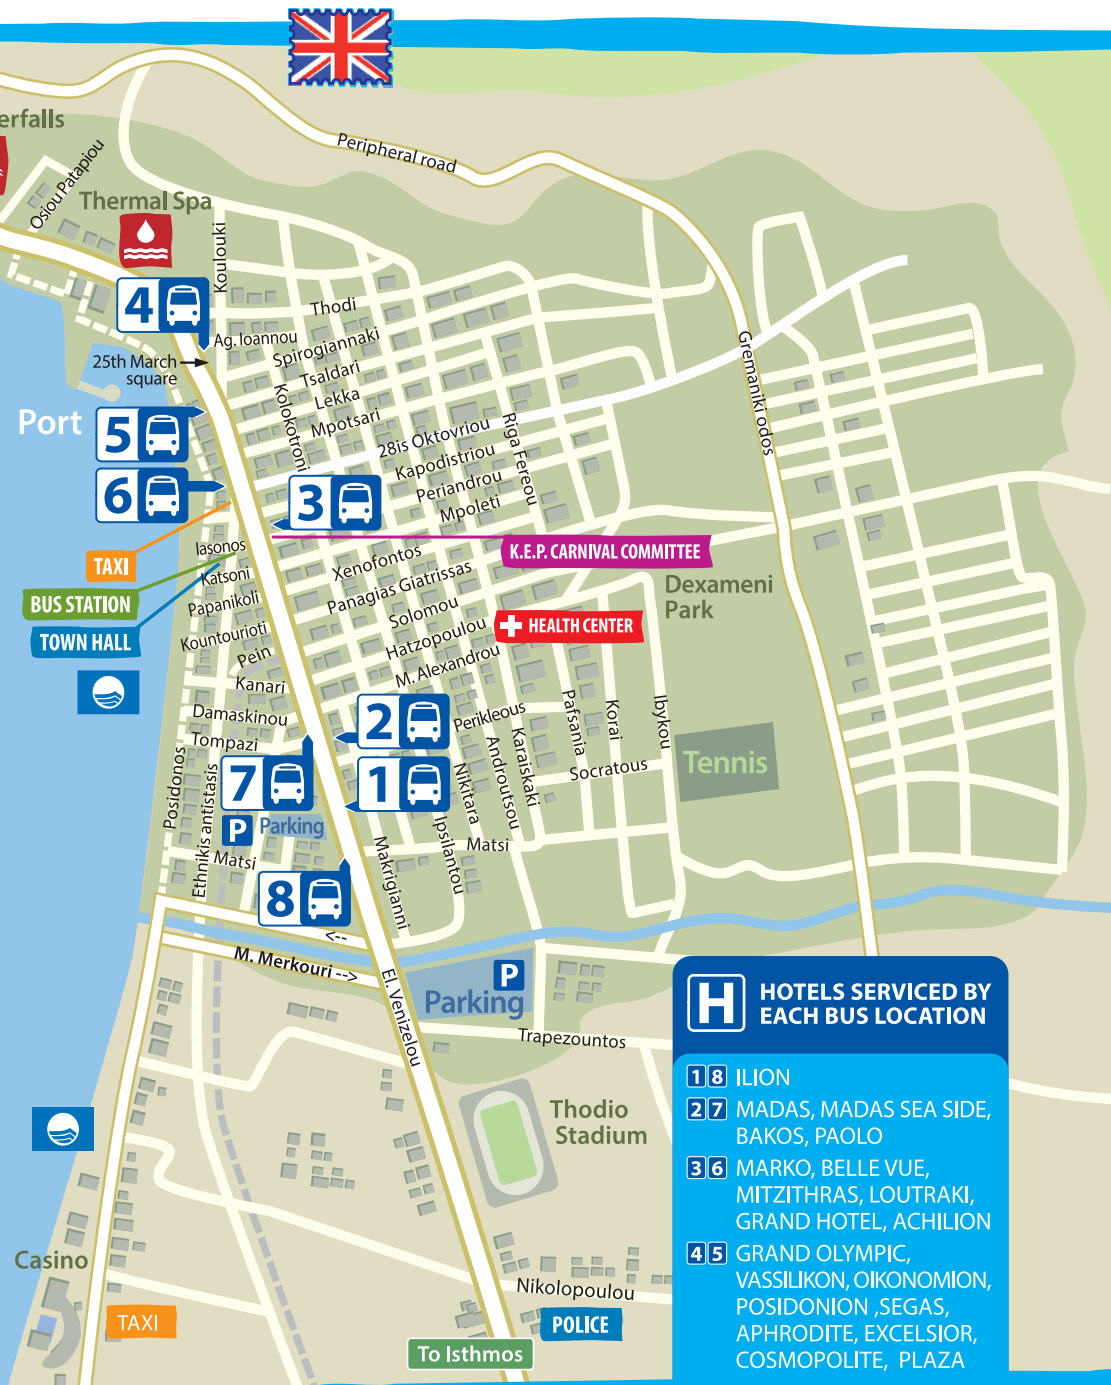 erfalls
Osiou Patapiou
Peripheral road
Thermal Spa
Koulouki
4
Thodi
Ag. Ioannou
Spirogiannaki
25th March
square
Tsaldari
Lekka
Mpotsari
Kolokotroni
Gremaniki odos
Port
5
28is Oktovriou
Riga Fereou
Kapodistriou
Periandrou
Mpoleti
6
3
TAXI
Iasonos
K.E.P. CARNIVAL COMMITTEE
Xenofontos
BUS STATION
Katsoni
Panagias Giatrissas
Dexameni
Park
Papanikoli
Solomou
TOWN HALL
Kountourioti
Hatzopoulou
HEALTH CENTER
Pein
M. Alexandrou
Kanari
Damaskinou
2
Perikleous
Pafsania
Korai
Ibykou
Tompazi
Posidonos
Ethnikis antistasis
7
1
Nikitara
Androutsou
Karaiskaki
Socratous
Tennis
P
Parking
Ipsilantou
Matsi
Matsi
Makrigianni
8
<--
M. Merkouri -->
El. Venizelou
P
Parking
Trapezountos
Thodio
Stadium
Casino
TAXI
Nikolopoulou
POLICE
To Isthmos
H HOTELS SERVICED BY
EACH BUS LOCATION
1 8 ILION
2 7 MADAS, MADAS SEA SIDE,
BAKOS, PAOLO
3 6 MARKO, BELLE VUE,
MITZITHRAS, LOUTRAKI,
GRAND HOTEL, ACHILION
4 5 GRAND OLYMPIC,
VASSILIKON, OIKONOMION,
POSIDONION ,SEGAS,
APHRODITE, EXCELSIOR,
COSMOPOLITE, PLAZA